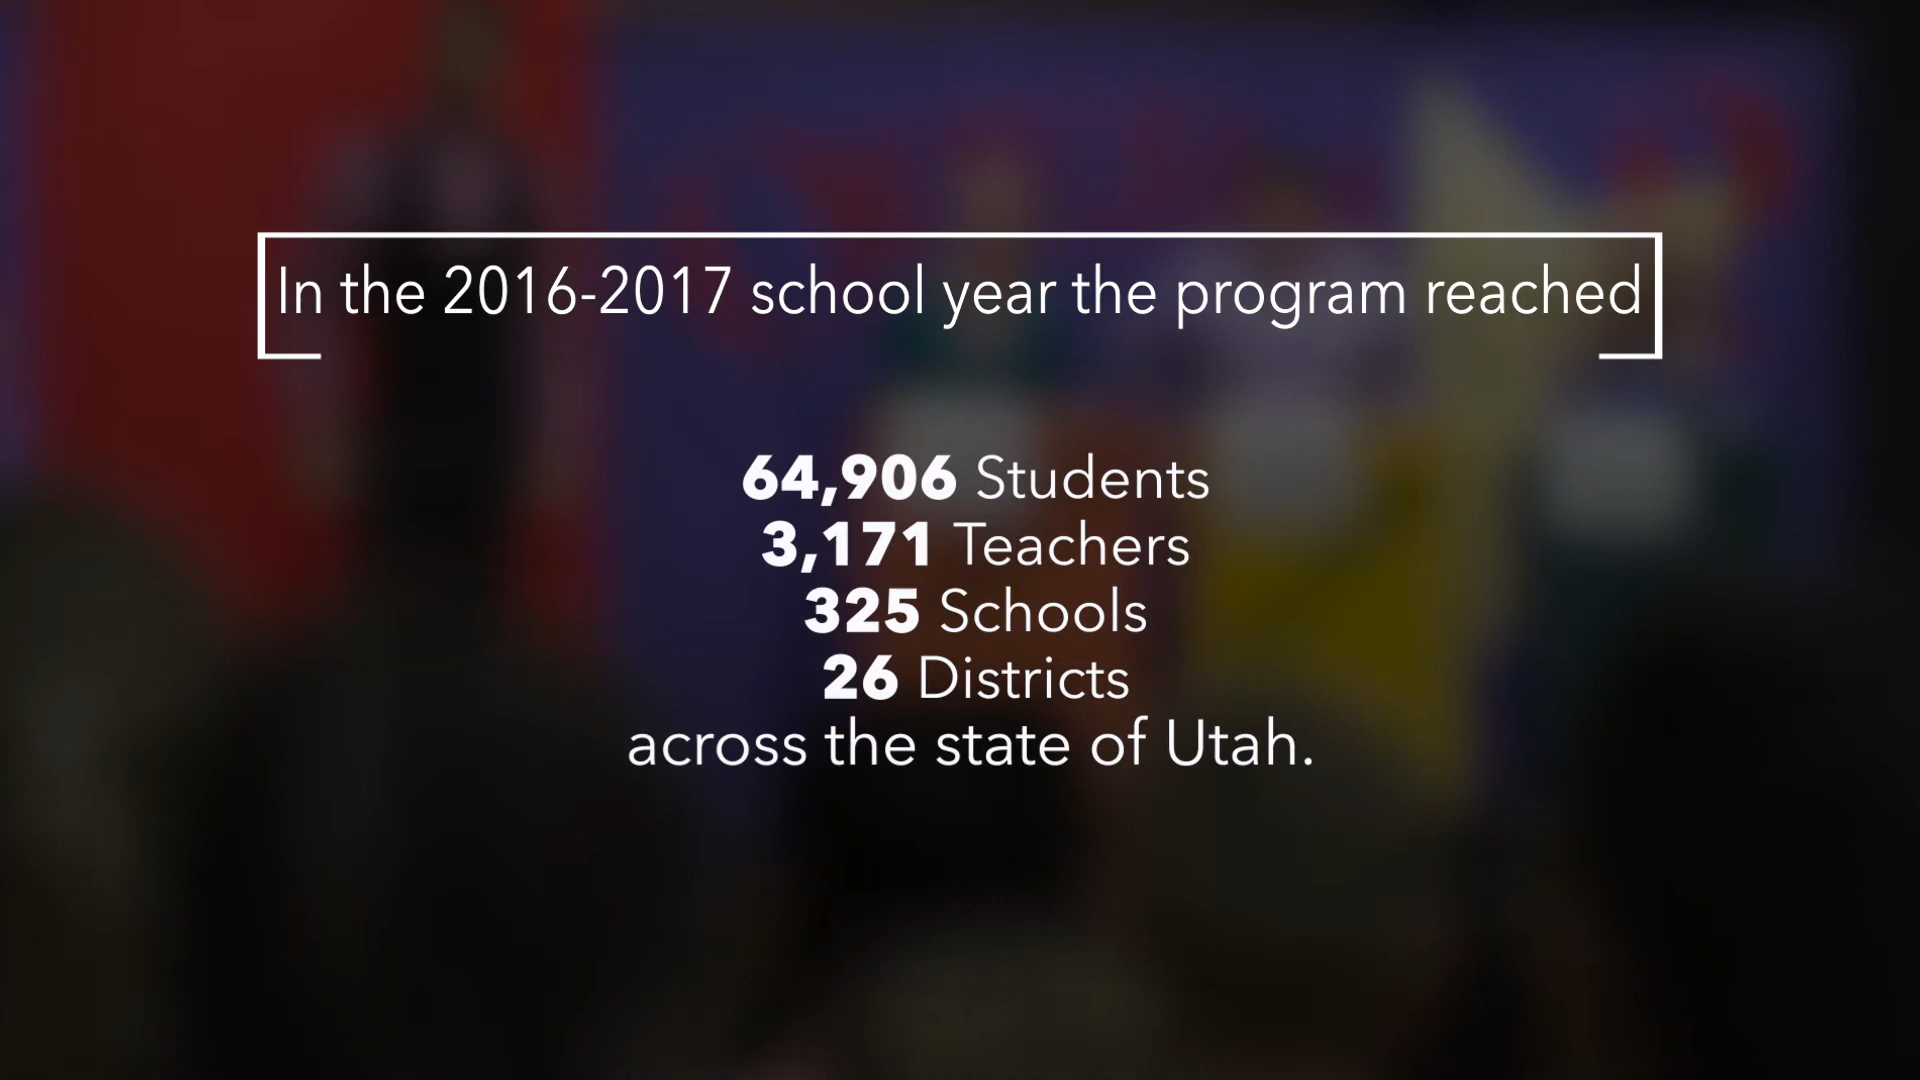 In the 2016-2017 school year the program reached
64,906 Students
3,171 Teachers
325 Schools
26 Districts
across the state of Utah.